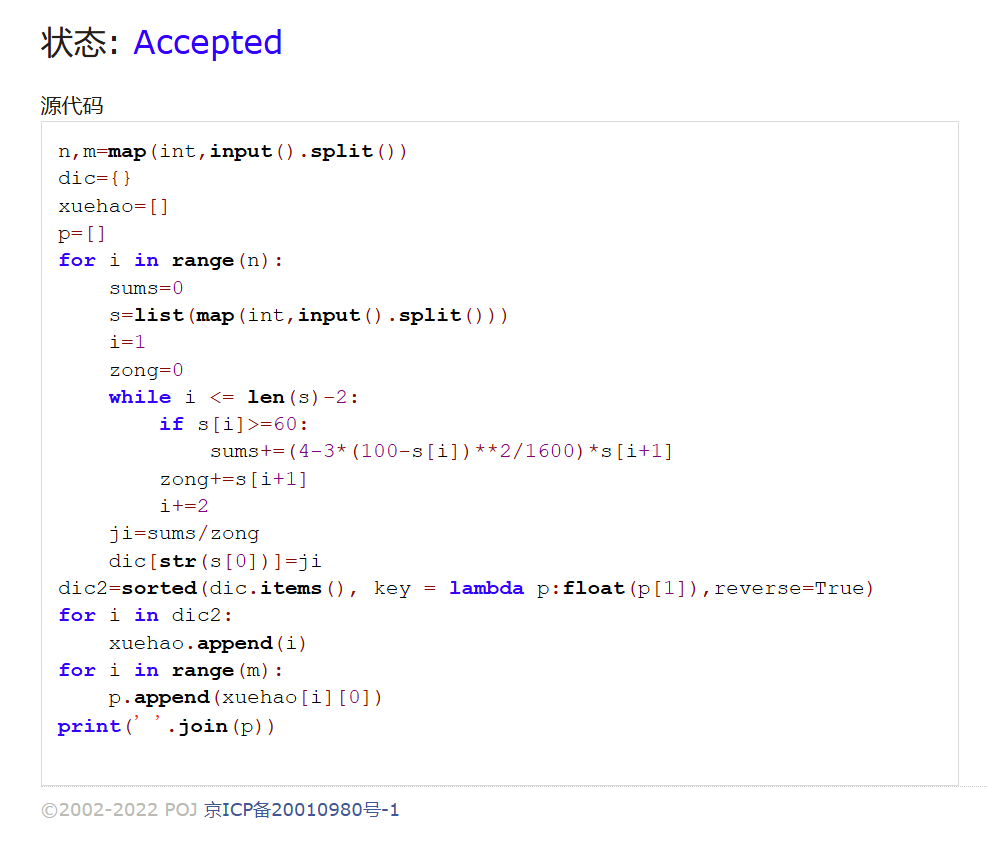 状态: Accepted
源代码
n,m=map(int,input().split())
dic={}
xuehao=[]
p=[]
for i in range(n):
    sums=0
    s=list(map(int,input().split()))
    i=1
    zong=0
    while i <= len(s)-2:
        if s[i]>=60:
            sums+=(4-3*(100-s[i])**2/1600)*s[i+1]
        zong+=s[i+1]
        i+=2
    ji=sums/zong
    dic[str(s[0])]=ji
dic2=sorted(dic.items(), key = lambda p:float(p[1]),reverse=True)
for i in dic2:
    xuehao.append(i)
for i in range(m):
    p.append(xuehao[i][0])
print(' '.join(p))
©2002-2022 POJ 京ICP备20010980号-1